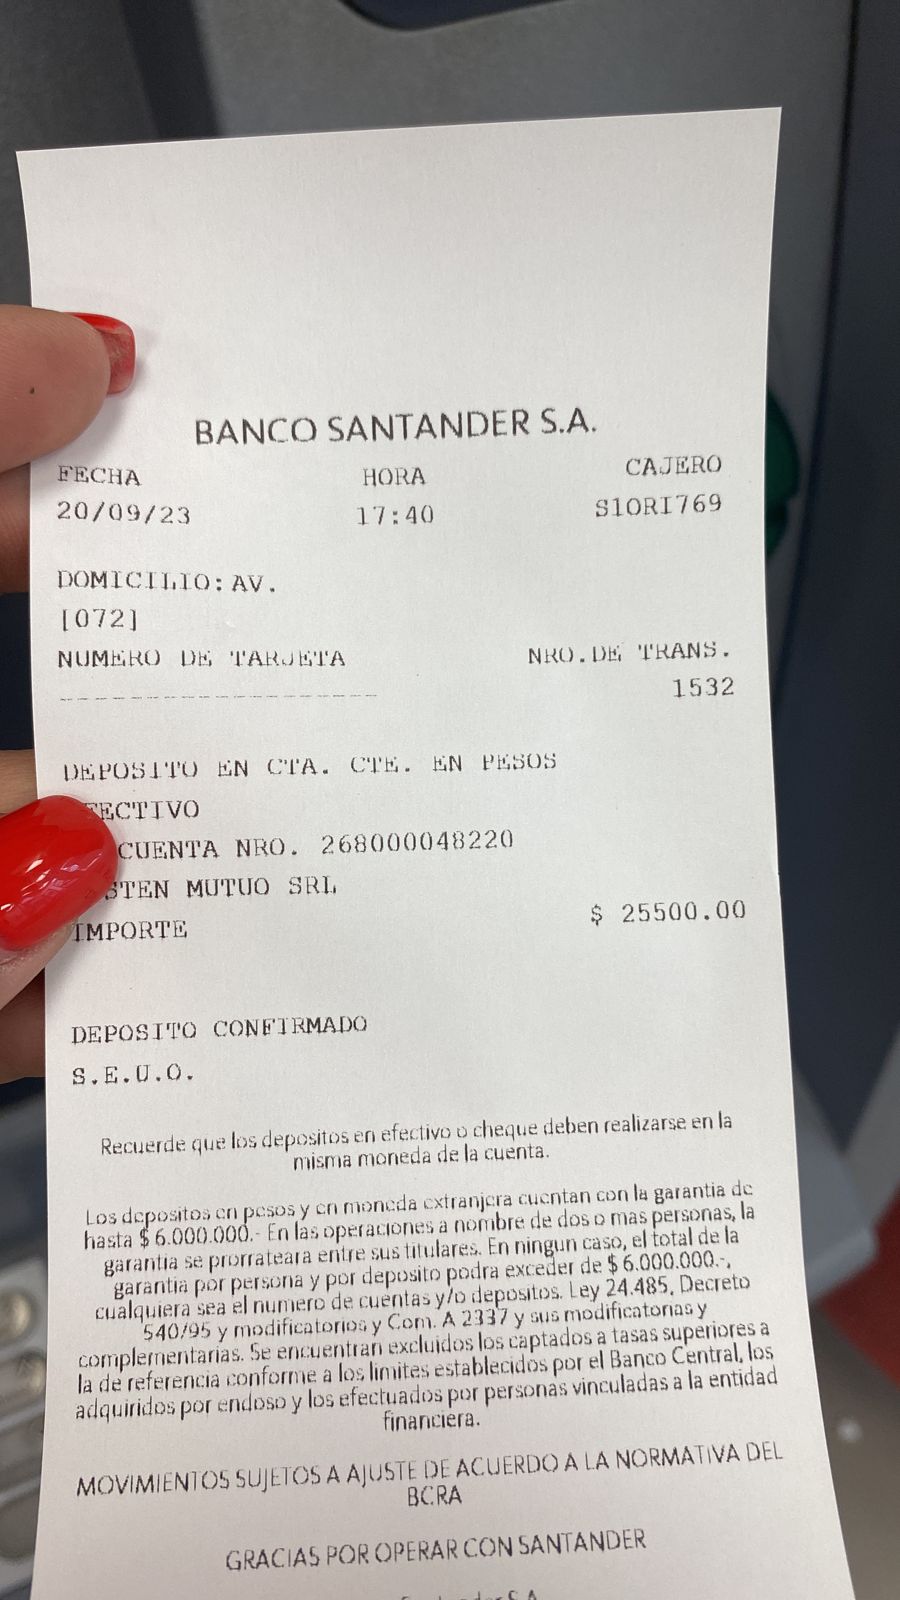 BANCO SANTANDER S.A.
FECHA HORA CAJERO
20/09/23 17:40 S1ORI769
DOMICILIO: AV.
[072]
NUMERO DE TARJETA NRO.DE TRANS.
1532
DEPOSITO EN CTA. CTE. EN PESOS
FECTIVO
CUENTA NRO. 268000048220
STEN MUTUO SRL
IMPORTE $ 25500.00
DEPOSITO CONFIRMADO
S.E.U.O.
Recuerde que los depositos en efectivo o cheque deben realizarse en la
misma moneda de la cuenta.
Los depositos en pesos y en moneda extranjera cuentan con la garantia de
hasta $ 6.000.000.- En las operaciones a nombre de dos o mas personas, la
garantia se prorrateara entre sus titulares. En ningun caso, el total de la
garantia por persona y por deposito podra exceder de $ 6.000.000.-,
cualquiera sea el numero de cuentas y/o depositos. Ley 24.485, Decreto
540/95 y modificatorios y Com. A 2337 y sus modificatorias y
complementarias. Se encuentran excluidos los captados a tasas superiores a
la de referencia conforme a los limites establecidos por el Banco Central, los
adquiridos por endoso y los efectuados por personas vinculadas a la entidad
financiera.
MOVIMIENTOS SUJETOS A AJUSTE DE ACUERDO A LA NORMATIVA DEL
BCRA
GRACIAS POR OPERAR CON SANTANDER